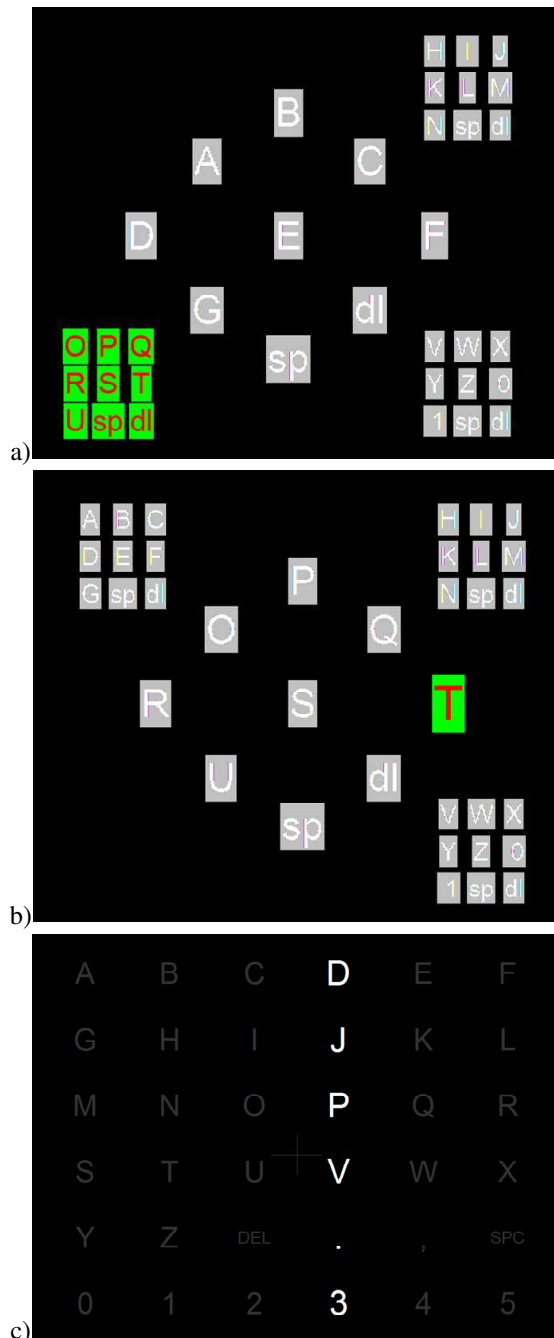 H I J
K L M
N sp dl
B
A C
D E F
G dl
sp
O P Q
R S T
U sp dl
V W X
Y Z 0
1 sp dl
a)
A B C
D E F
G sp dl
H I J
K L M
N sp dl
P
O Q
R S T
U dl
sp
V W X
Y Z 0
1 sp dl
b)
A B C D E F
G H I J K L
M N O P Q R
S T U V W X
Y Z DEL . , SPC
0 1 2 3 4 5
c)